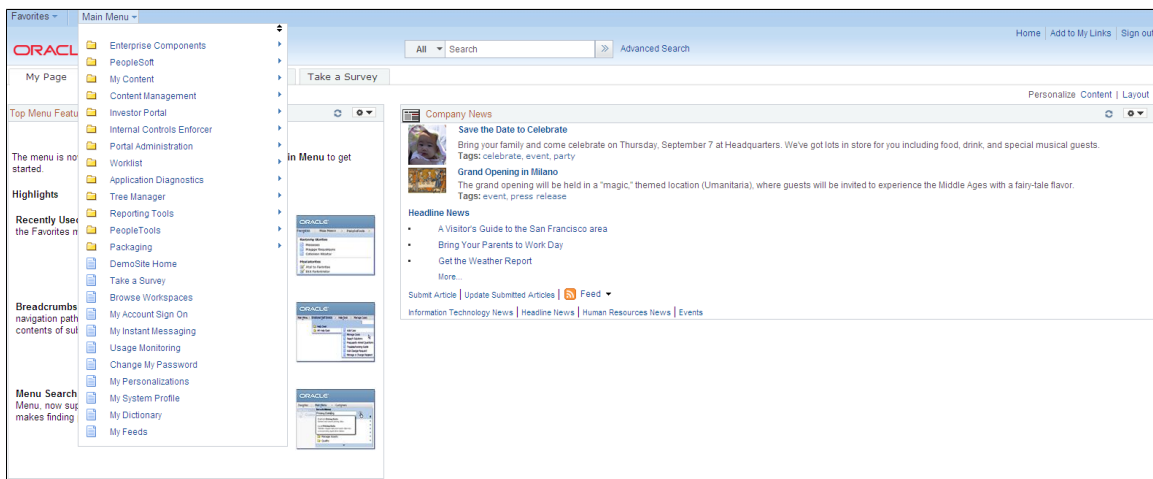 Favorites Main Menu
Home Add to My Links Sign out
ORACL
All Search Advanced Search
My Page Take a Survey
Personalize Content | Layout
Enterprise Components
PeopleSoft
My Content
Content Management
Investor Portal
Internal Controls Enforcer
Portal Administration
Worklist
Application Diagnostics
Tree Manager
Reporting Tools
PeopleTools
Packaging
DemoSite Home
Take a Survey
Browse Workspaces
My Account Sign On
My Instant Messaging
Usage Monitoring
Change My Password
My Personalizations
My System Profile
My Dictionary
My Feeds
Top Menu Featu
The menu is no in Menu to get
started.
Highlights
Recently Used
the Favorites m
ORACLE
Breadcrumbs
navigation path
contents of sub
ORACLE
Menu Search
Menu, now sup
makes finding
ORACLE
Company News
Save the Date to Celebrate
Bring your family and come celebrate on Thursday, September 7 at Headquarters. We've got lots in store for you including food, drink, and special musical guests.
Tags: celebrate, event, party
Grand Opening in Milano
The grand opening will be held in a "magic," themed location (Umanitaria), where guests will be invited to experience the Middle Ages with a fairy-tale flavor.
Tags: event, press release
Headline News
• A Visitor's Guide to the San Francisco area
• Bring Your Parents to Work Day
• Get the Weather Report
More...
Submit Article | Update Submitted Articles | Feed
Information Technology News | Headline News | Human Resources News | Events